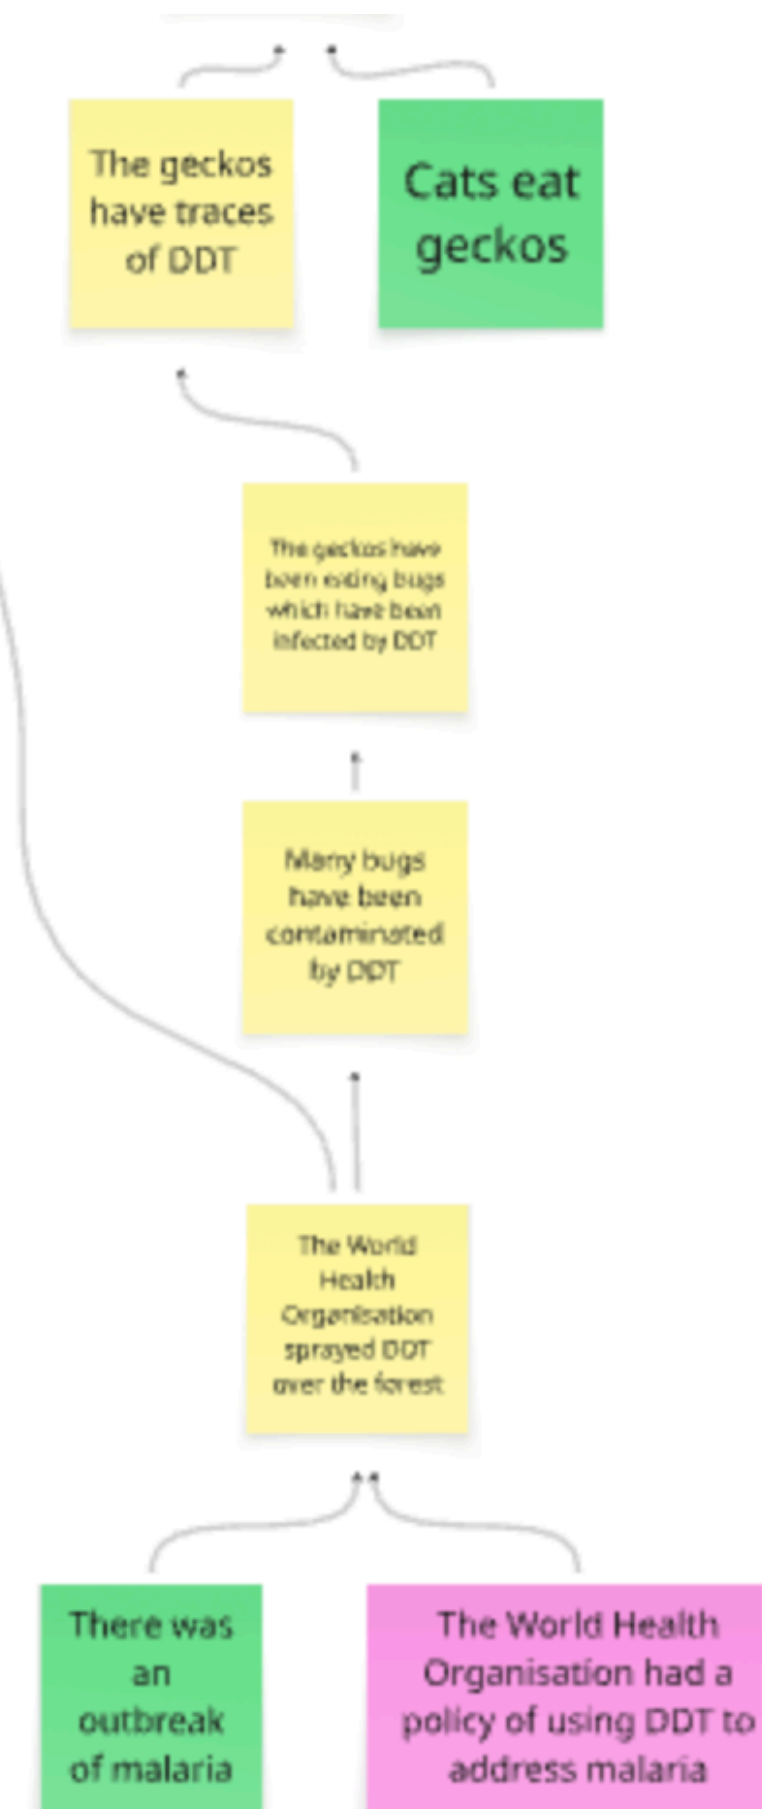 The geckos
have traces
of DDT
Cats eat
geckos
The geckos have
been eating bugs
which have been
infected by DDT
Many bugs
have been
contaminated
by DDT
The World
Health
Organisation
sprayed DDT
over the forest
There was
an
outbreak
of malaria
The World Health
Organisation had a
policy of using DDT to
address malaria